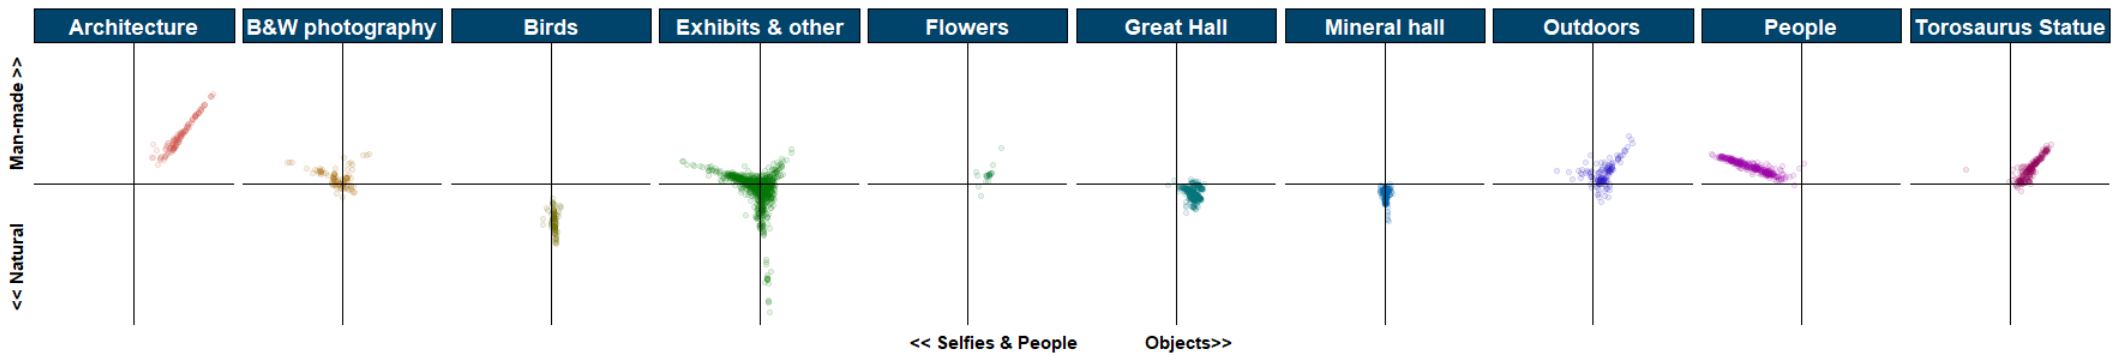 Architecture
B&W photography
Birds
Exhibits & other
Flowers
Great Hall
Mineral hall
Outdoors
People
Torosaurus Statue
Man-made >>
<< Natural
<< Selfies & People
Objects>>